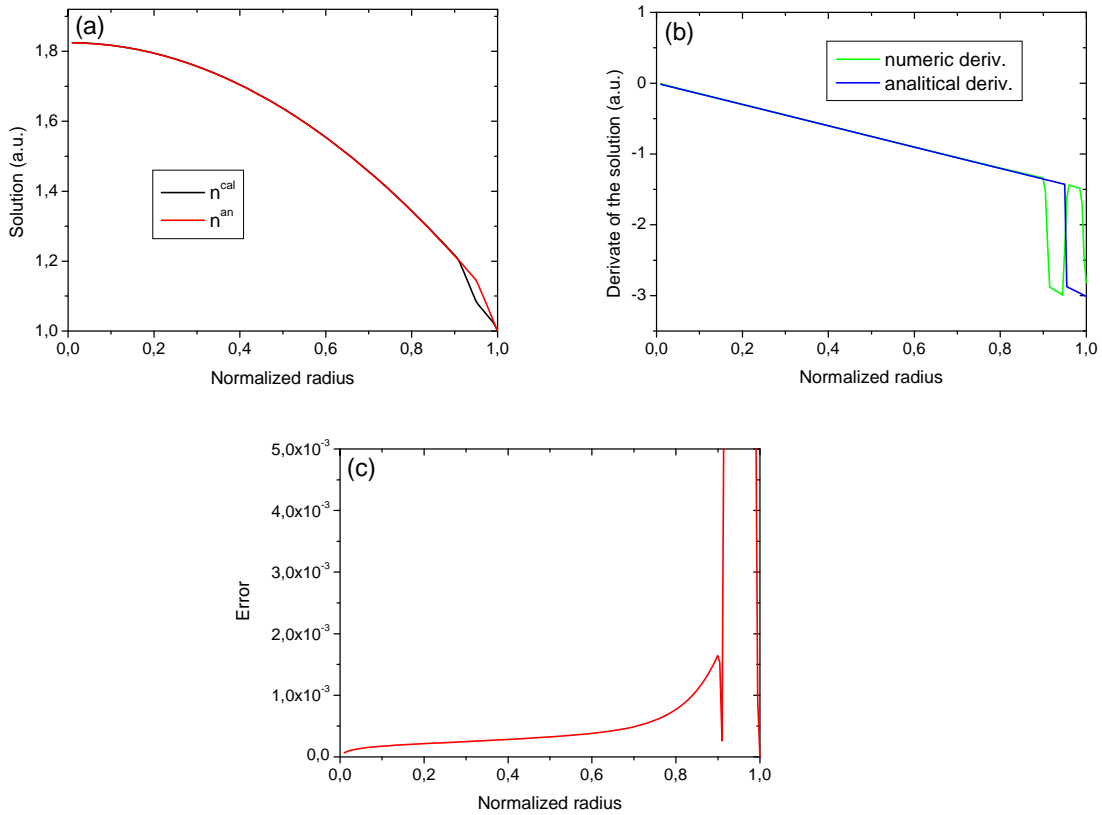 (a)
1,8
1,6
1,4
1,2
1,0
Solution (a.u.)
n^cal
n^an
0,0 0,2 0,4 0,6 0,8 1,0
Normalized radius
(b)
numeric deriv.
analitical deriv.
0
-1
-2
-3
Derivate of the solution (a.u.)
0,0 0,2 0,4 0,6 0,8 1,0
Normalized radius
(c)
5,0x10^-3
4,0x10^-3
3,0x10^-3
2,0x10^-3
1,0x10^-3
0,0
Error
0,0 0,2 0,4 0,6 0,8 1,0
Normalized radius